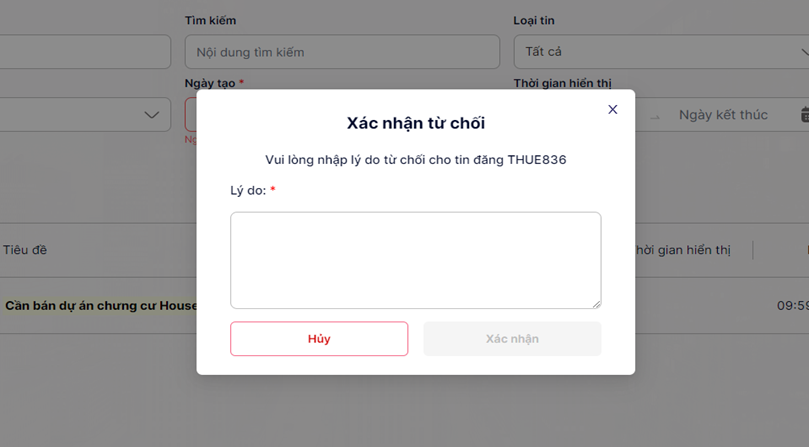 Tìm kiếm
Loại tin
Nội dung tìm kiếm
Tất cả
Ngày tạo *
Thời gian hiển thị
Ngày kết thúc
Xác nhận từ chối
Vui lòng nhập lý do từ chối cho tin đăng THUE836
Lý do: *
Tiêu đề
hời gian hiển thị
Cần bán dự án chưng cư House
09:59
Hủy
Xác nhận